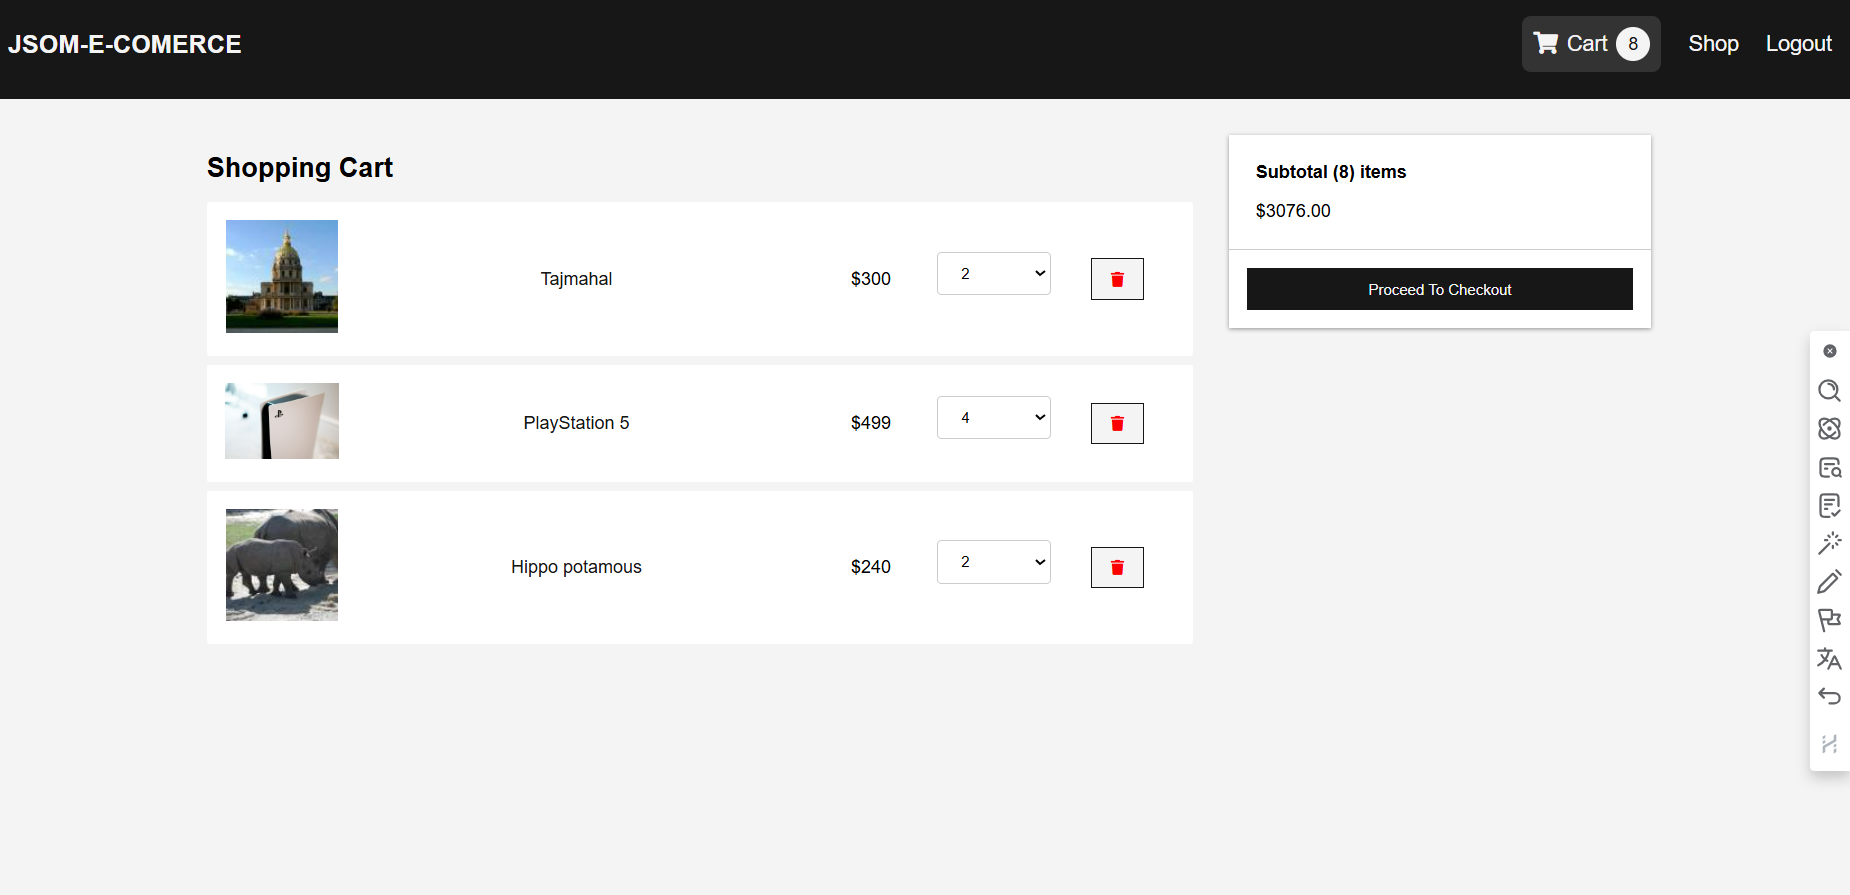 JSOM-E-COMERCE
Cart 8
Shop
Logout
Shopping Cart
Tajmahal
$300
2
PlayStation 5
$499
4
Hippo potamous
$240
2
Subtotal (8) items
$3076.00
Proceed To Checkout